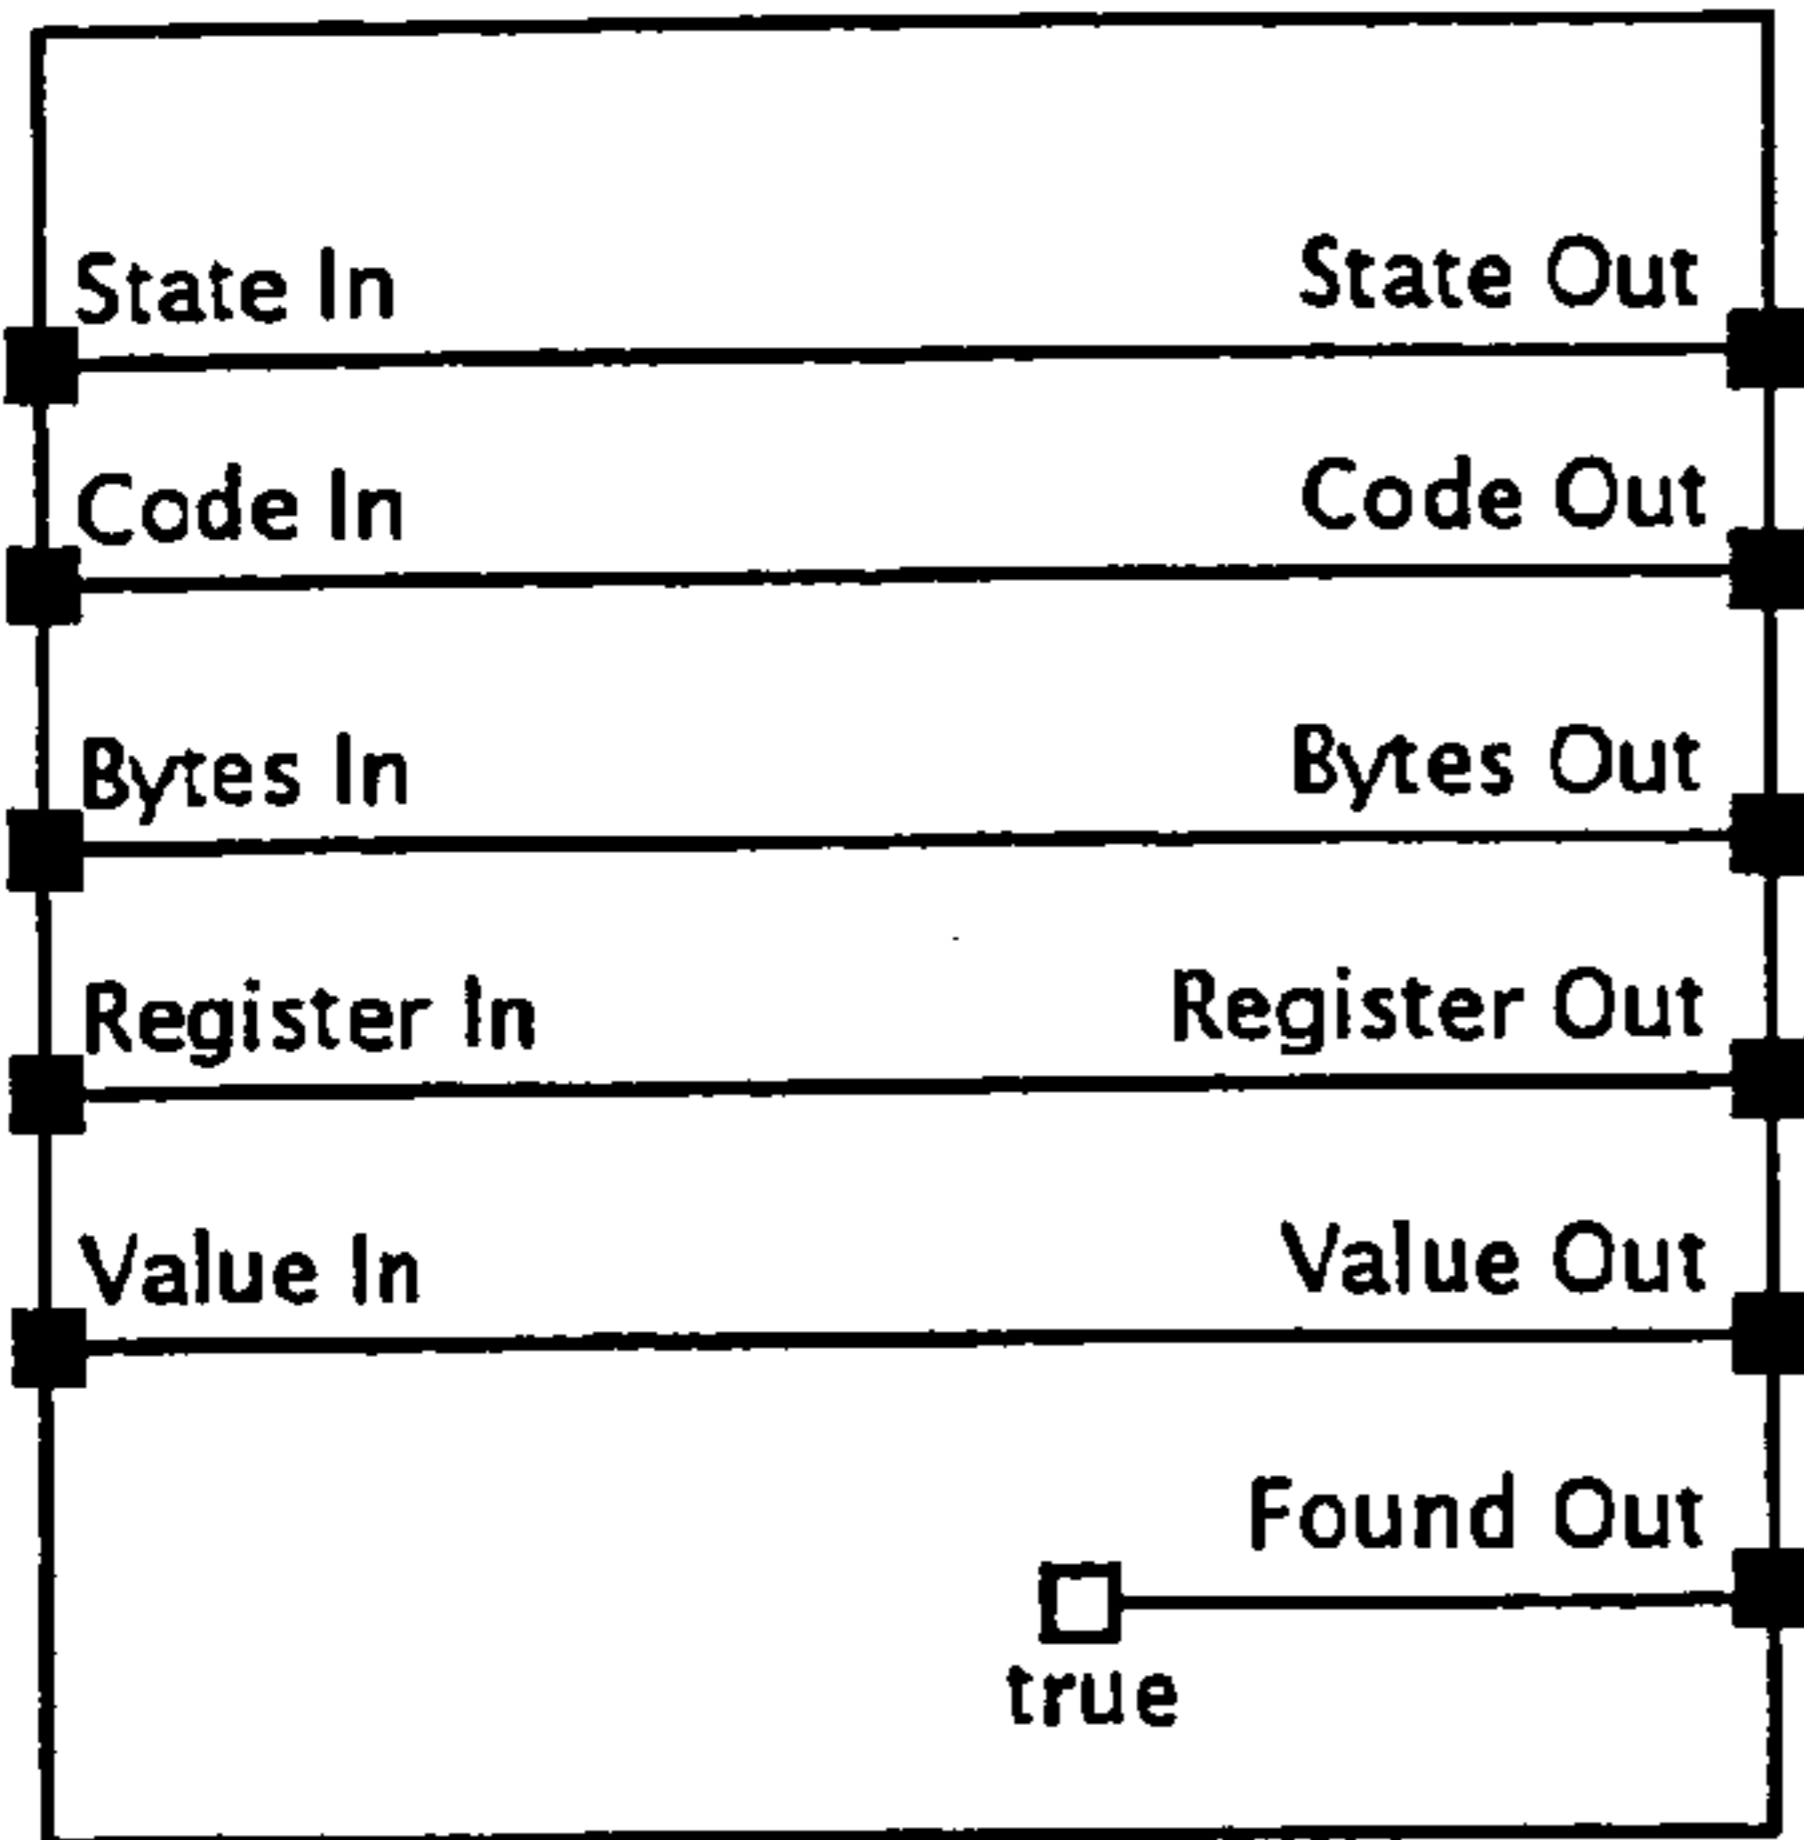 State In State Out
Code In Code Out
Bytes In Bytes Out
Register In Register Out
Value In Value Out
Found Out
true